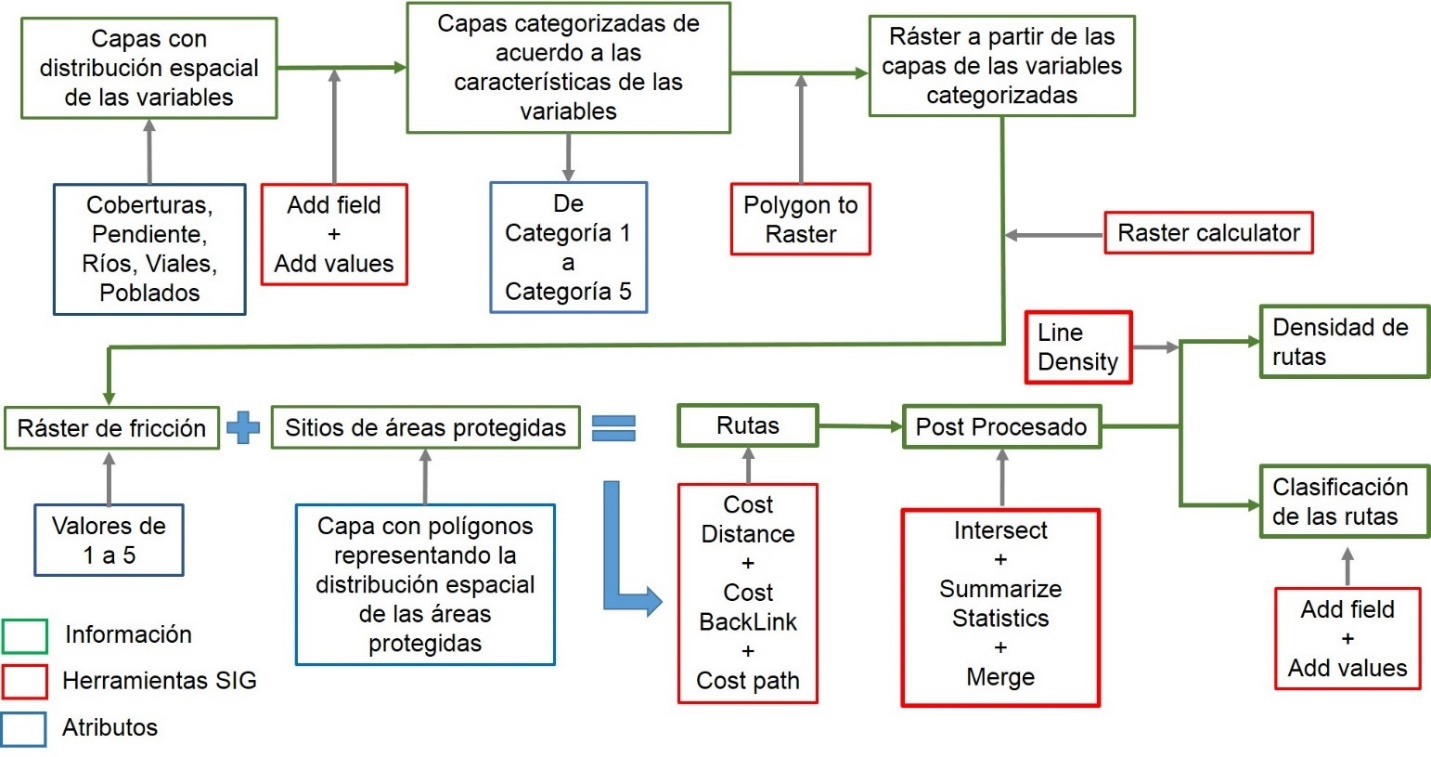 Capas con
distribución espacial
de las variables
Capas categorizadas de
acuerdo a las
características de las
variables
Ráster a partir de las
capas de las variables
categorizadas
Coberturas,
Pendiente,
Ríos, Viales,
Poblados
Add field
+
Add values
De
Categoría 1
a
Categoría 5
Polygon to
Raster
Raster calculator
Line
Density
Densidad de
rutas
Ráster de fricción
Sitios de áreas protegidas
Rutas
Post Procesado
Clasificación
de las rutas
Valores de
1 a 5
Capa con polígonos
representando la
distribución espacial
de las áreas
protegidas
Cost
Distance
+
Cost
BackLink
+
Cost path
Intersect
+
Summarize
Statistics
+
Merge
Add field
+
Add values
Información
Herramientas SIG
Atributos